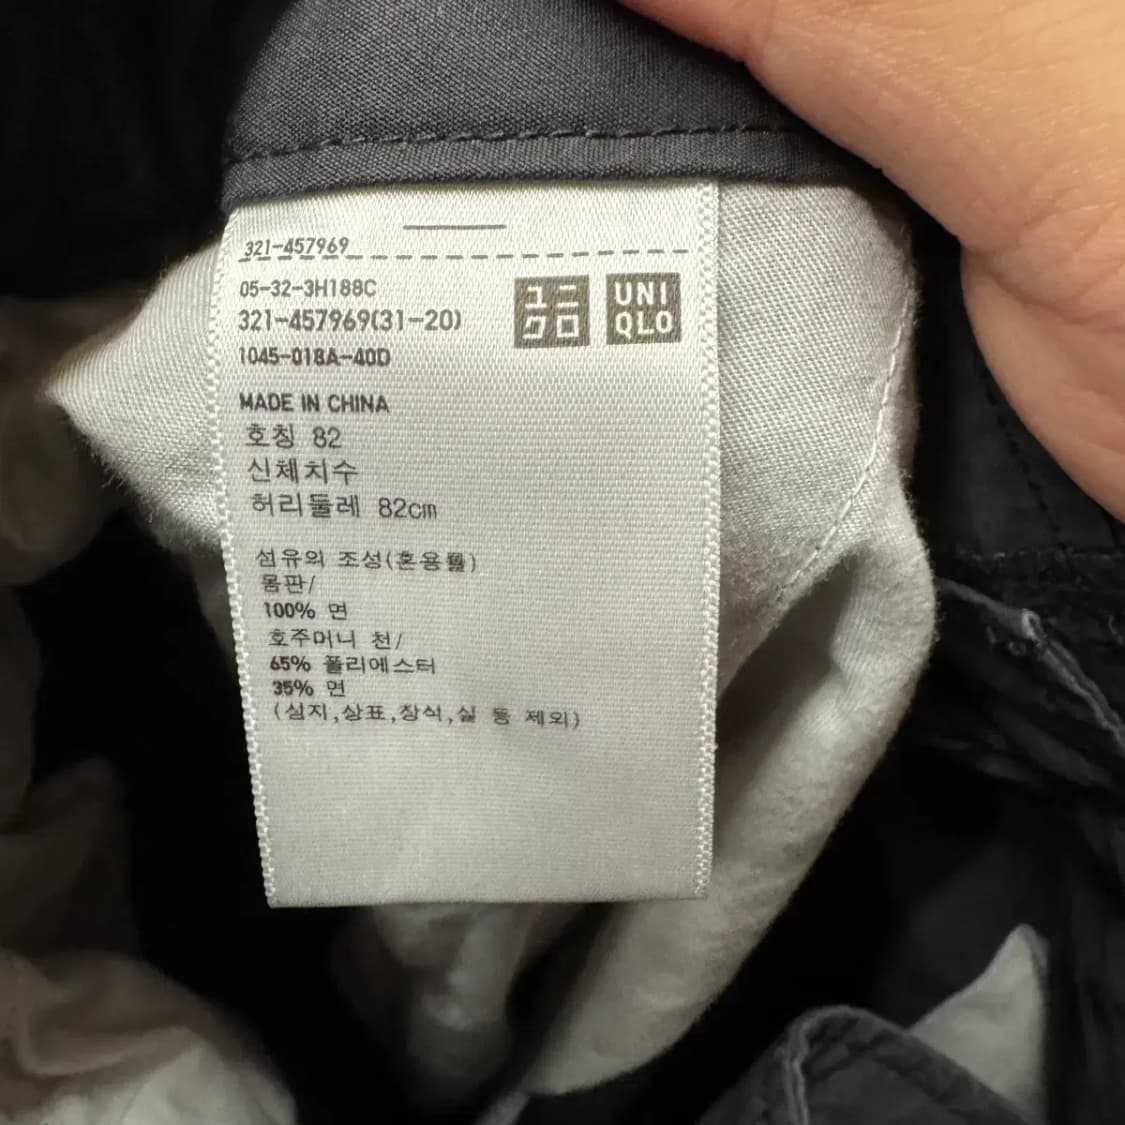 321-457969
05-32-3H188C
321-457969(31-20)
1045-018A-40D
ユニ
クロ
UNI
QLO
MADE IN CHINA
호칭 82
신체치수
허리둘레 82cm
섬유의 조성(혼용률)
몸판/
100% 면
호주머니 천/
65% 폴리에스터
35% 면
(심지,상표,장식,실 등 제외)